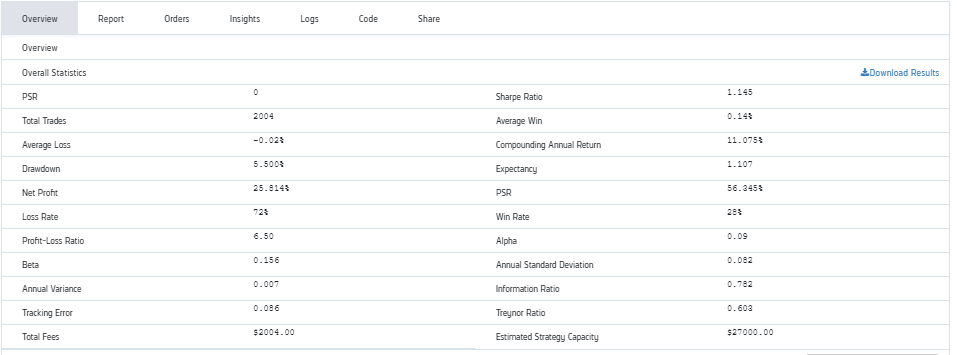 Overview Report Orders Insights Logs Code Share
Overview
Overall Statistics Download Results
PSR 0 Sharpe Ratio 1.145
Total Trades 2004 Average Win 0.14%
Average Loss -0.02% Compounding Annual Return 11.075%
Drawdown 5.500% Expectancy 1.107
Net Profit 25.814% PSR 56.345%
Loss Rate 72% Win Rate 28%
Profit-Loss Ratio 6.50 Alpha 0.09
Beta 0.156 Annual Standard Deviation 0.082
Annual Variance 0.007 Information Ratio 0.782
Tracking Error 0.086 Treynor Ratio 0.603
Total Fees $2004.00 Estimated Strategy Capacity $27000.00